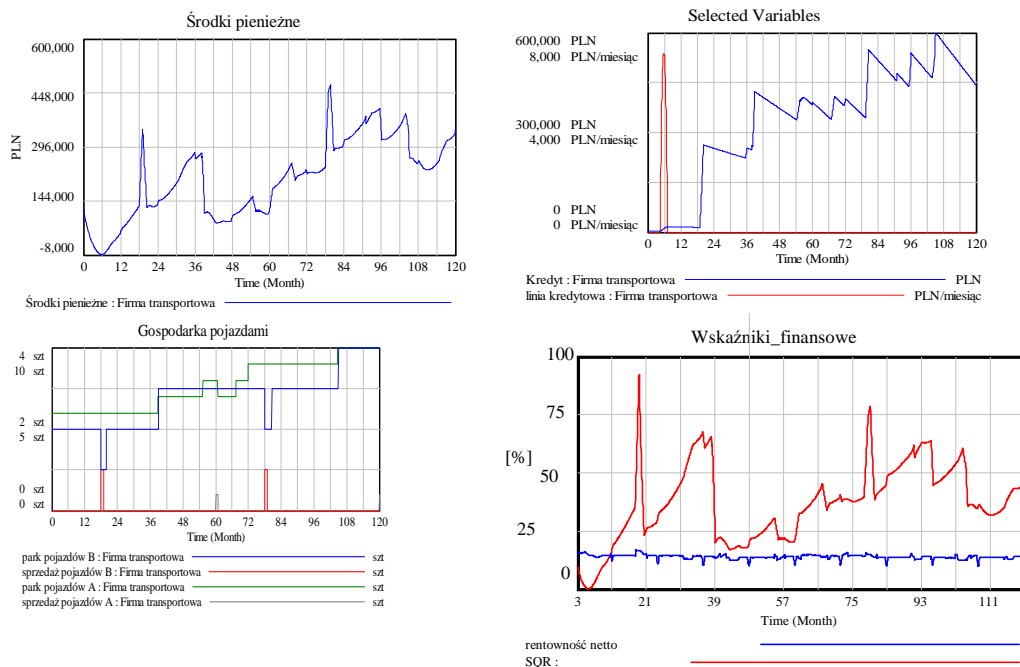 Środki pieniężne
600,000
448,000
296,000
144,000
-8,000
PLN
0 12 24 36 48 60 72 84 96 108 120
Time (Month)
Środki pieniężne : Firma transportowa
Selected Variables
600,000 PLN
8,000 PLN/miesiąc
300,000 PLN
4,000 PLN/miesiąc
0 PLN
0 PLN/miesiąc
0 12 24 36 48 60 72 84 96 108 120
Time (Month)
Kredyt : Firma transportowa PLN
linia kredytowa : Firma transportowa PLN/miesiąc
Gospodarka pojazdami
4 szt
10 szt
2 szt
5 szt
0 szt
0 szt
0 12 24 36 48 60 72 84 96 108 120
Time (Month)
park pojazdów B : Firma transportowa szt
sprzedaż pojazdów B : Firma transportowa szt
park pojazdów A : Firma transportowa szt
sprzedaż pojazdów A : Firma transportowa szt
Wskaźniki_finansowe
100
75
[%]
50
25
0
3 21 39 57 75 93 111
Time (Month)
rentowność netto
SQR :